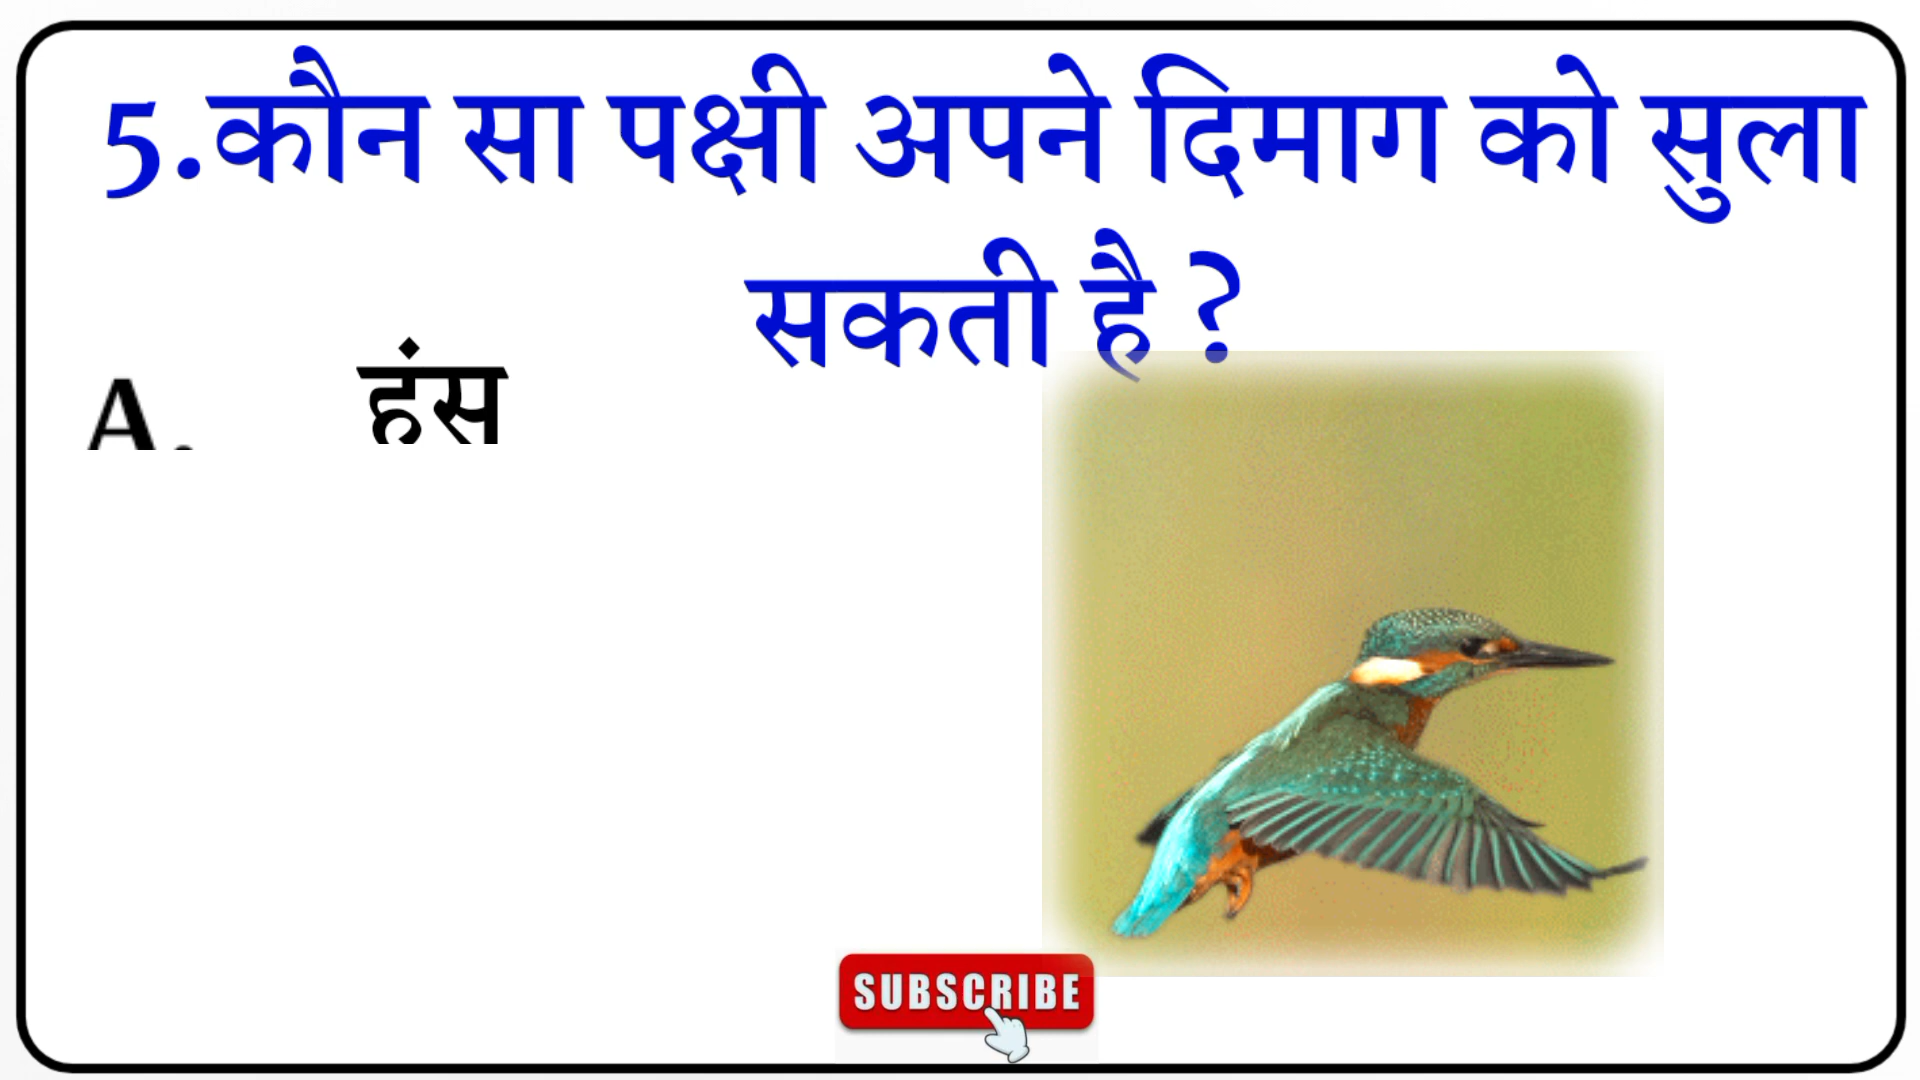 5.कौन सा पक्षी अपने दिमाग को सुला
सकती है ?
A. हंस
SUBSCRIBE